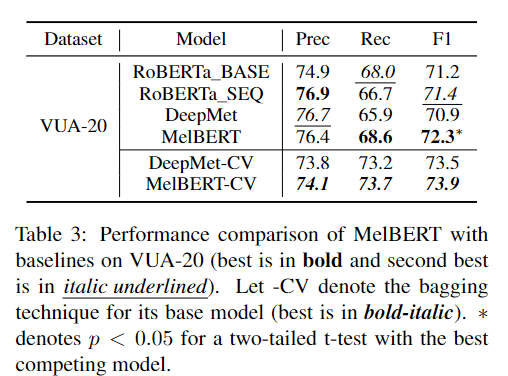 Dataset Model Prec Rec F1
RoBERTa_BASE 74.9 68.0 71.2
RoBERTa_SEQ 76.9 66.7 71.4
DeepMet 76.7 65.9 70.9
VUA-20
MelBERT 76.4 68.6 72.3*
DeepMet-CV 73.8 73.2 73.5
MelBERT-CV 74.1 73.7 73.9
Table 3: Performance comparison of MelBERT with
baselines on VUA-20 (best is in bold and second best
is in italic underlined). Let -CV denote the bagging
technique for its base model (best is in bold-italic). *
denotes p < 0.05 for a two-tailed t-test with the best
competing model.